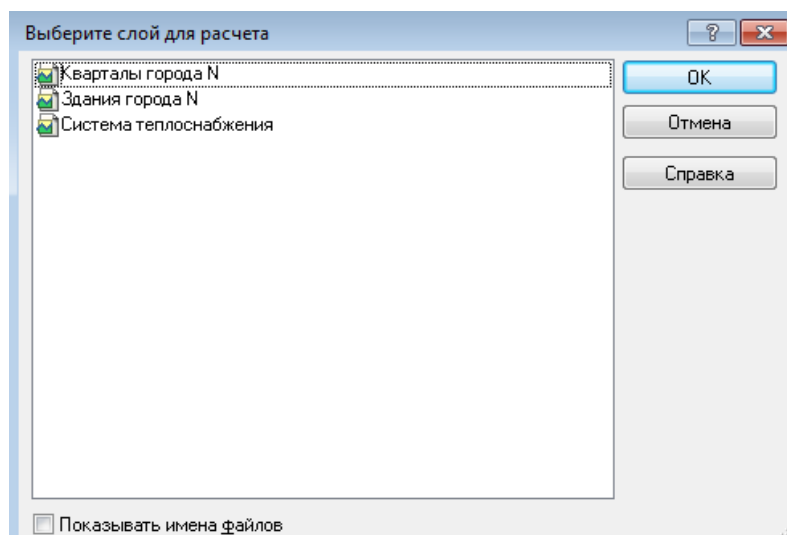 Выберите слой для расчета
Кварталы города N
Здания города N
Система теплоснабжения
OK
Отмена
Справка
Показывать имена файлов